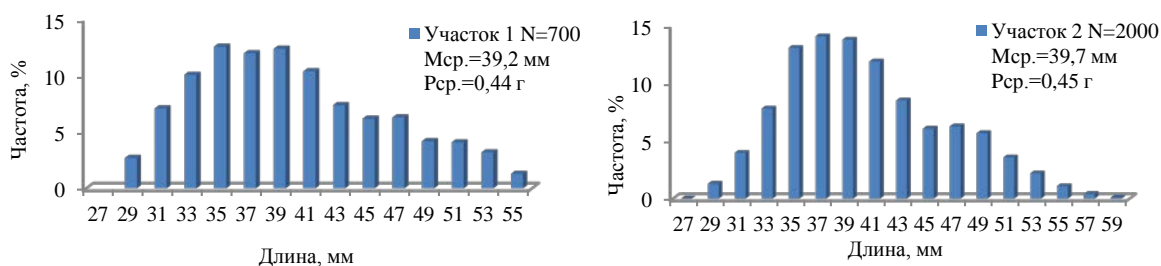 15
10
5
0
Частота, %
Участок 1 N=700
Mср.=39,2 мм
Рср.=0,44 г
27 29 31 33 35 37 39 41 43 45 47 49 51 53 55
Длина, мм
15
10
5
0
Частота, %
Участок 2 N=2000
Mср.=39,7 мм
Рср.=0,45 г
27 29 31 33 35 37 39 41 43 45 47 49 51 53 55 57 59
Длина, мм